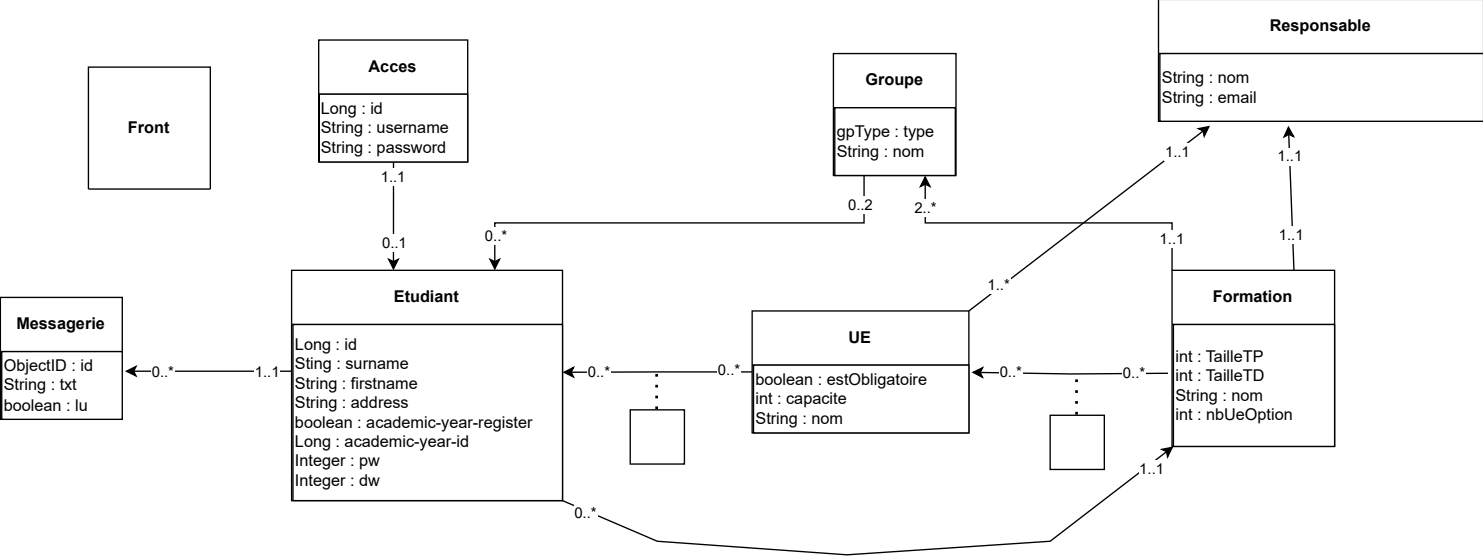 Front
Acces
Long : id
String : username
String : password
1..1
0..1
Groupe
gpType : type
String : nom
0..2
0..*
2..*
1..1
Responsable
String : nom
String : email
1..1
1..*
1..1
1..1
Messagerie
ObjectID : id
String : txt
boolean : lu
0..*
1..1
Etudiant
Long : id
Sting : surname
String : firstname
String : address
boolean : academic-year-register
Long : academic-year-id
Integer : pw
Integer : dw
0..*
0..*
UE
boolean : estObligatoire
int : capacite
String : nom
0..*
0..*
Formation
int : TailleTP
int : TailleTD
String : nom
int : nbUeOption
0..*
1..1